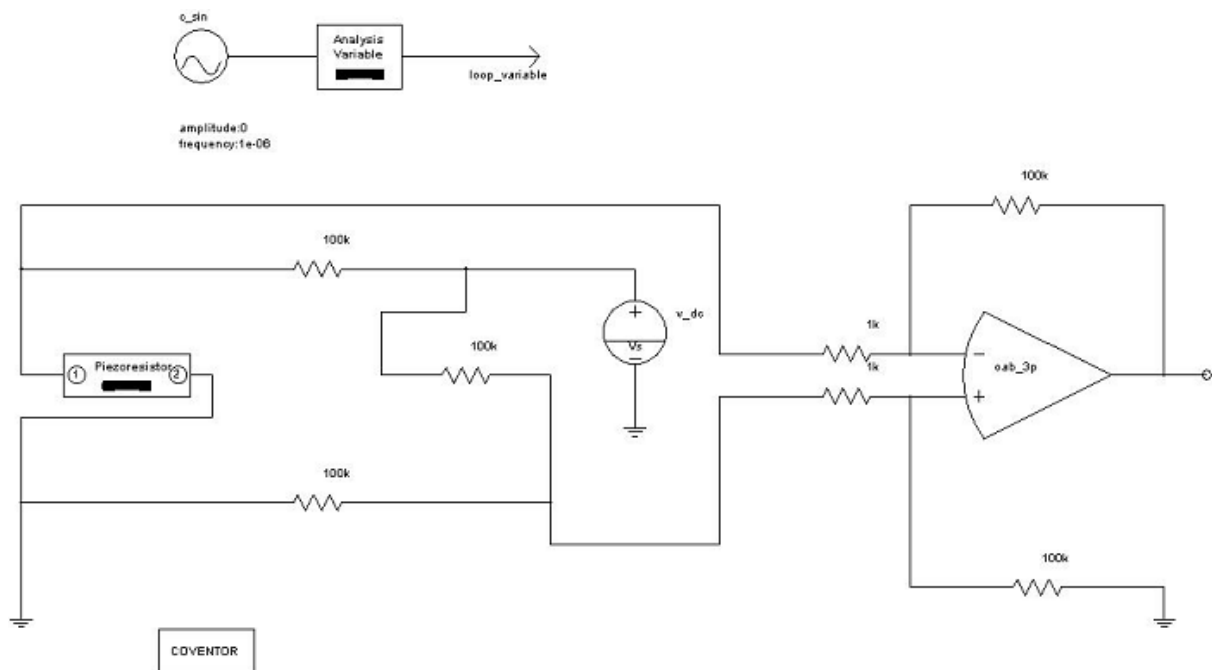 c_sin
Analysis
Variable
loop_variable
amplitude:0
frequency:1e-06
100k
100k
v_dc
Vs
1k
1k
100k
Piezoresistor
1
2
oab_3p
100k
100k
COVENTOR